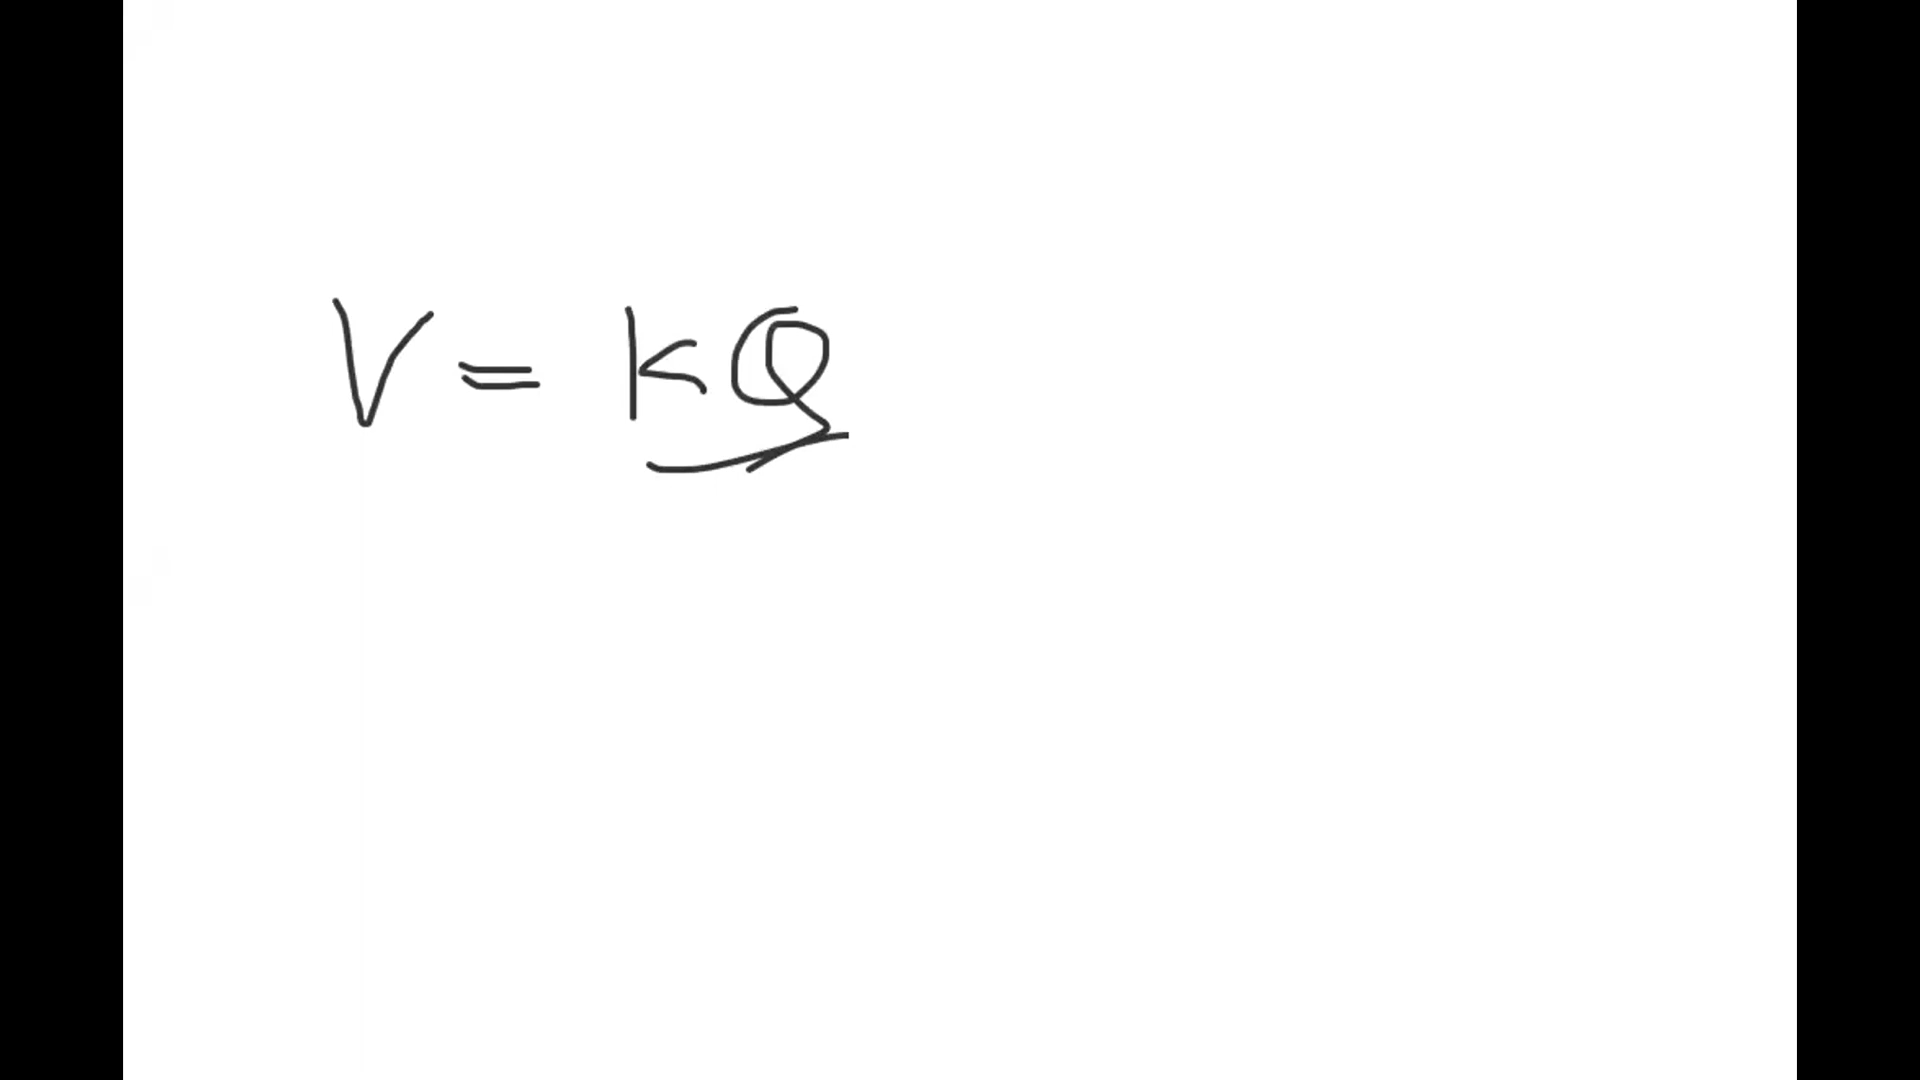 V = kQ